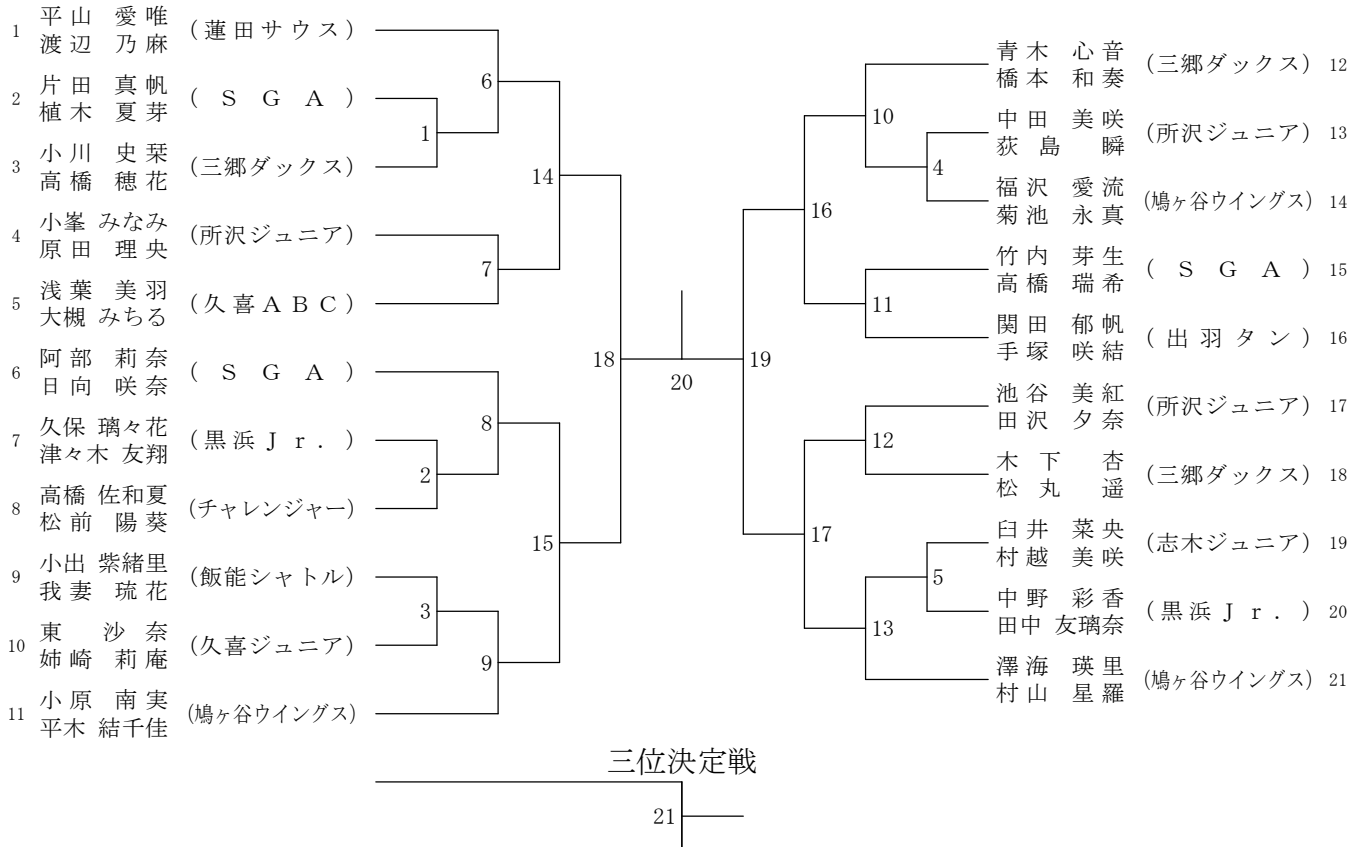 1 平山 愛唯 (蓮田サウス)
渡辺 乃麻
2 片田 真帆 (SGA)
植木 夏芽
3 小川 史栞 (三郷ダックス)
高橋 穂花
4 小峯 みなみ (所沢ジュニア)
原田 理央
5 浅葉 美羽 (久喜ABC)
大槻 みちる
6 阿部 莉奈 (SGA)
日向 咲奈
7 久保 璃々花 (黒浜Jr.)
津々木 友翔
8 高橋 佐和夏 (チャレンジャー)
松前 陽葵
9 小出 紫緒里 (飯能シャトル)
我妻 琉花
10 東 沙奈 (久喜ジュニア)
姉崎 莉庵
11 小原 南実 (鳩ヶ谷ウイングス)
平木 結千佳
6
1
14
7
18
8
2
15
3
9
20
19
10
4
16
11
12
17
5
13
青木 心音 (三郷ダックス) 12
橋本 和奏
中田 美咲 (所沢ジュニア) 13
荻島 瞬
福沢 愛流 (鳩ヶ谷ウイングス) 14
菊池 永真
竹内 芽生 (SGA) 15
高橋 瑞希
関田 郁帆 (出羽タン) 16
手塚 咲結
池谷 美紅 (所沢ジュニア) 17
田沢 夕奈
木下 杏 (三郷ダックス) 18
松丸 遥
臼井 菜央 (志木ジュニア) 19
村越 美咲
中野 彩香 (黒浜Jr.) 20
田中 友璃奈
澤海 瑛里 (鳩ヶ谷ウイングス) 21
村山 星羅
三位決定戦
21